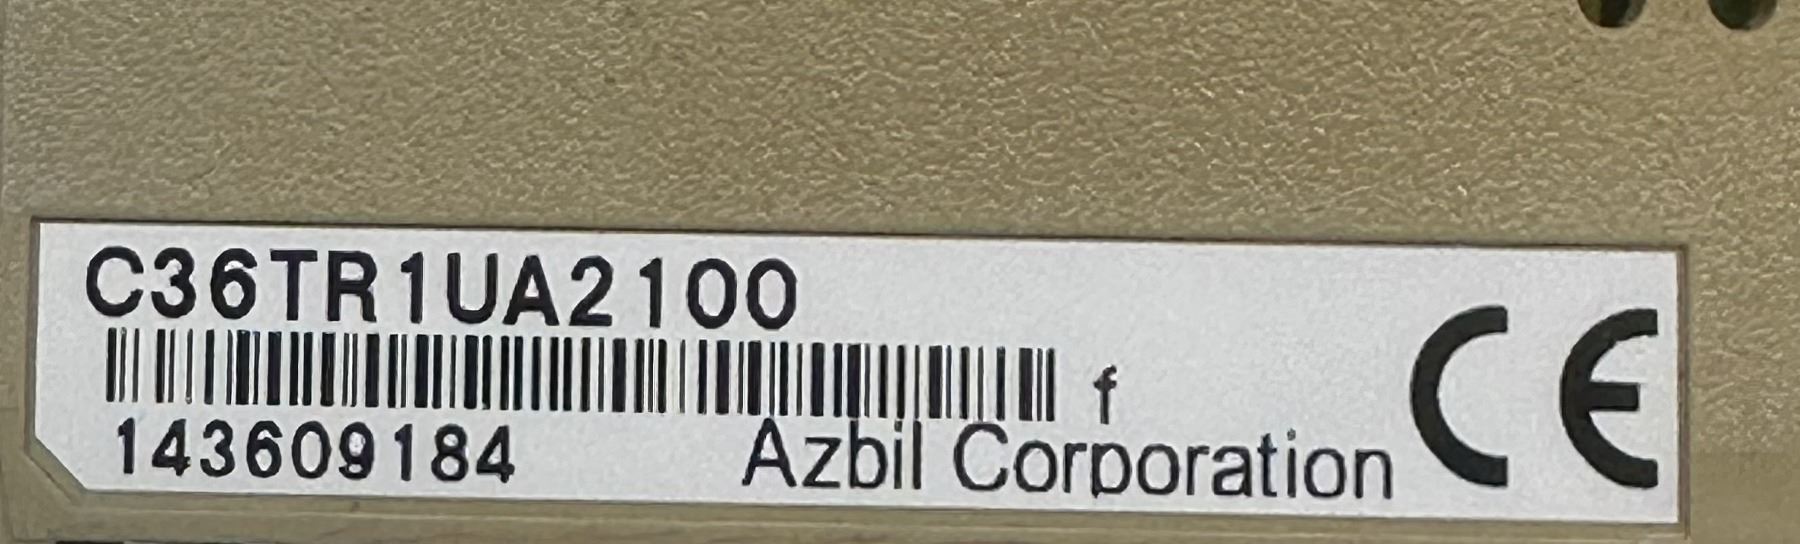 C36TR1UA2100
f
143609184
Azbil Corporation
CE